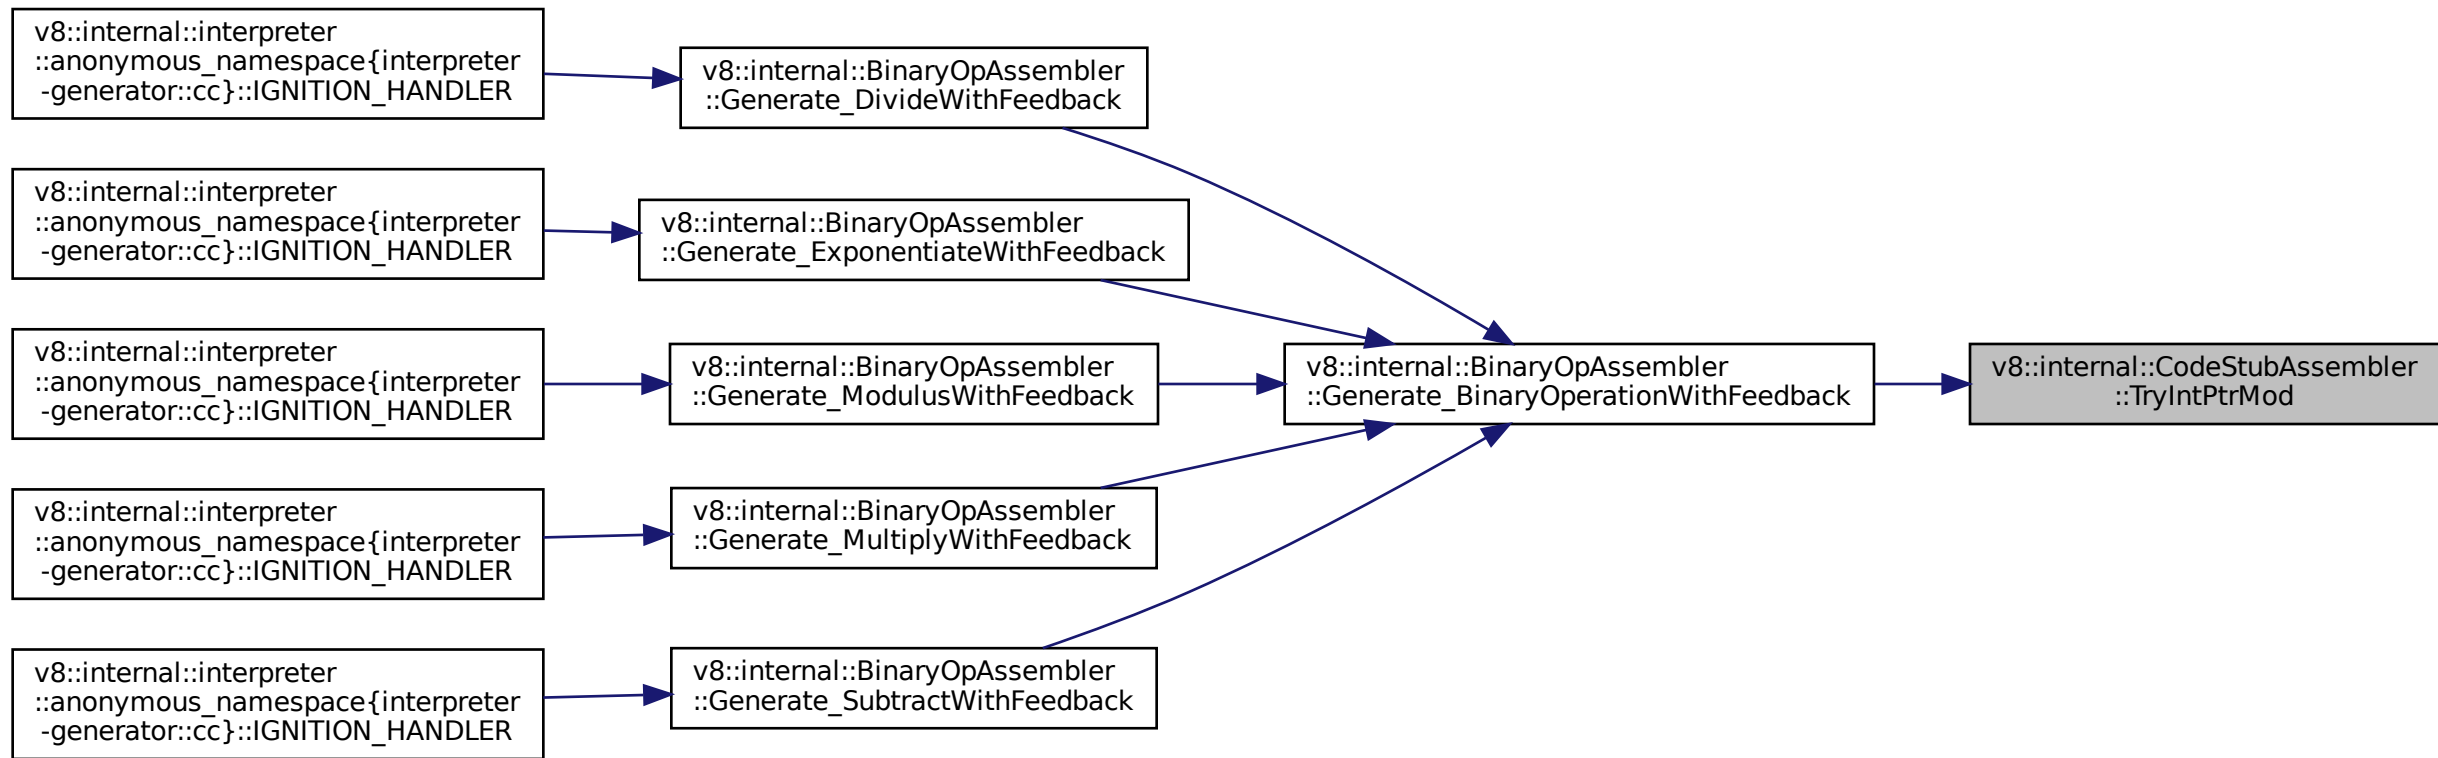 v8::internal::interpreter
::anonymous_namespace{interpreter
-generator::cc}::IGNITION_HANDLER
v8::internal::BinaryOpAssembler
::Generate_DivideWithFeedback
v8::internal::interpreter
::anonymous_namespace{interpreter
-generator::cc}::IGNITION_HANDLER
v8::internal::BinaryOpAssembler
::Generate_ExponentiateWithFeedback
v8::internal::interpreter
::anonymous_namespace{interpreter
-generator::cc}::IGNITION_HANDLER
v8::internal::BinaryOpAssembler
::Generate_ModulusWithFeedback
v8::internal::BinaryOpAssembler
::Generate_BinaryOperationWithFeedback
v8::internal::CodeStubAssembler
::TryIntPtrMod
v8::internal::interpreter
::anonymous_namespace{interpreter
-generator::cc}::IGNITION_HANDLER
v8::internal::BinaryOpAssembler
::Generate_MultiplyWithFeedback
v8::internal::interpreter
::anonymous_namespace{interpreter
-generator::cc}::IGNITION_HANDLER
v8::internal::BinaryOpAssembler
::Generate_SubtractWithFeedback